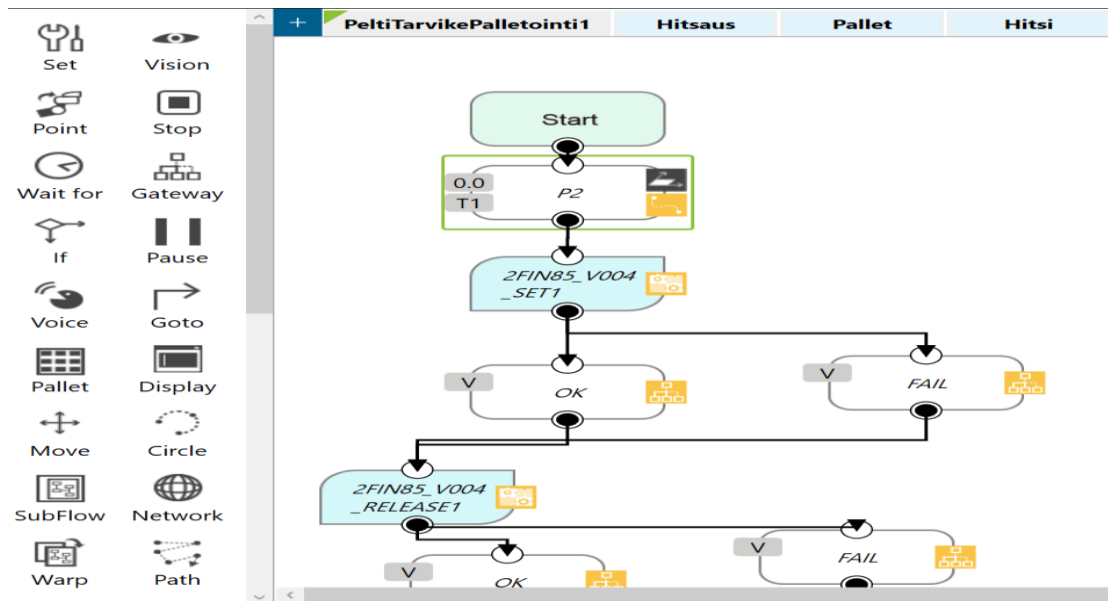 + PeltiTarvikePalletointi1 Hitsaus Pallet Hitsi
Set Vision
Point Stop
Wait for Gateway
If Pause
Voice Goto
Pallet Display
Move Circle
SubFlow Network
Warp Path
Start
0.0
T1
P2
2FIN85_V004
_SET1
V
OK
V
FAIL
2FIN85_V004
_RELEASE1
V
OK
V
FAIL